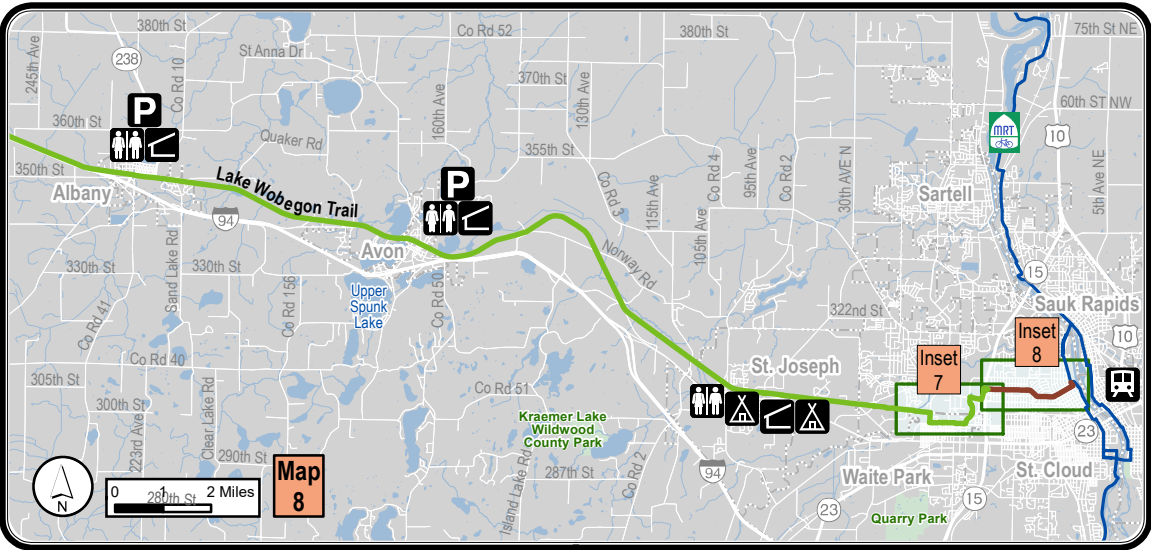 380th St
Co Rd 52
380th St
75th St NE
245th Ave
238
Co Rd 10
St Anna Dr
370th St
130th Ave
160th Ave
60th ST NW
P
360th St
Quaker Rd
MRT
10
355th St
350th St
Lake Wobegon Trail
P
Co Rd 3
115th Ave
Co Rd 4
95th Ave
Co Rd 2
30th AVE N
Sartell
5th Ave NE
Albany
94
105th Ave
Avon
Norway Rd
330th St
Sand Lake Rd
330th St
Co Rd 156
Upper
Spunk
Lake
Co Rd 50
15
Sauk Rapids
322nd St
Co Rd 41
Inset
8
10
Co Rd 40
Inset
7
St. Joseph
305th St
Clear Lake Rd
Co Rd 51
300th St
223rd Ave
Kraemer Lake
Wildwood
County Park
23
290th St
Island Lake Rd
287th St
Co Rd 2
94
Waite Park
St. Cloud
N
0 1 2 Miles
280th St
Map
8
23
15
Quarry Park